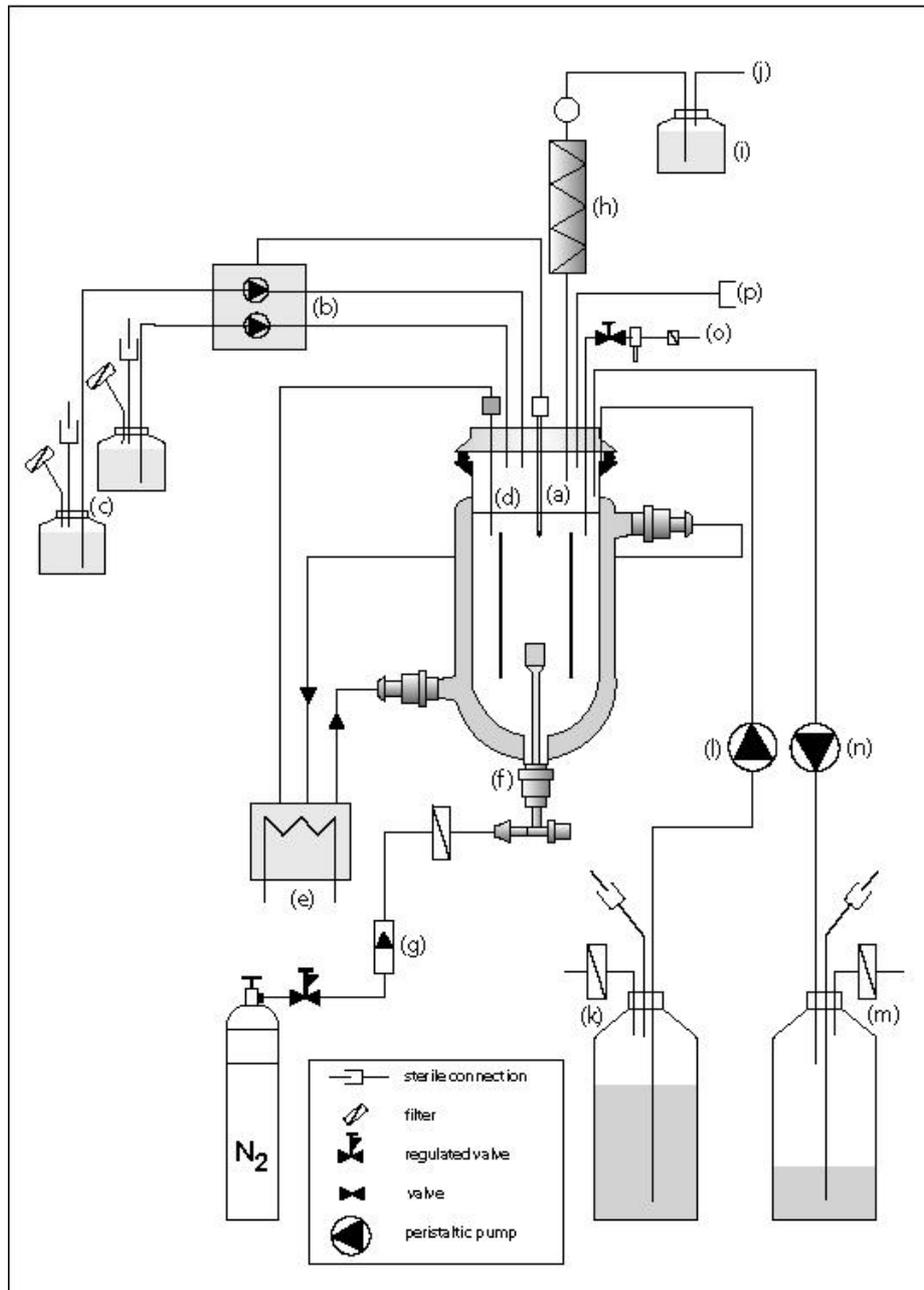 (j)
(i)
(h)
(b)
(p)
(o)
(c)
(d)
(a)
(l)
(n)
(f)
(e)
(g)
(k)
(m)
N2
sterile connection
filter
regulated valve
valve
peristaltic pump